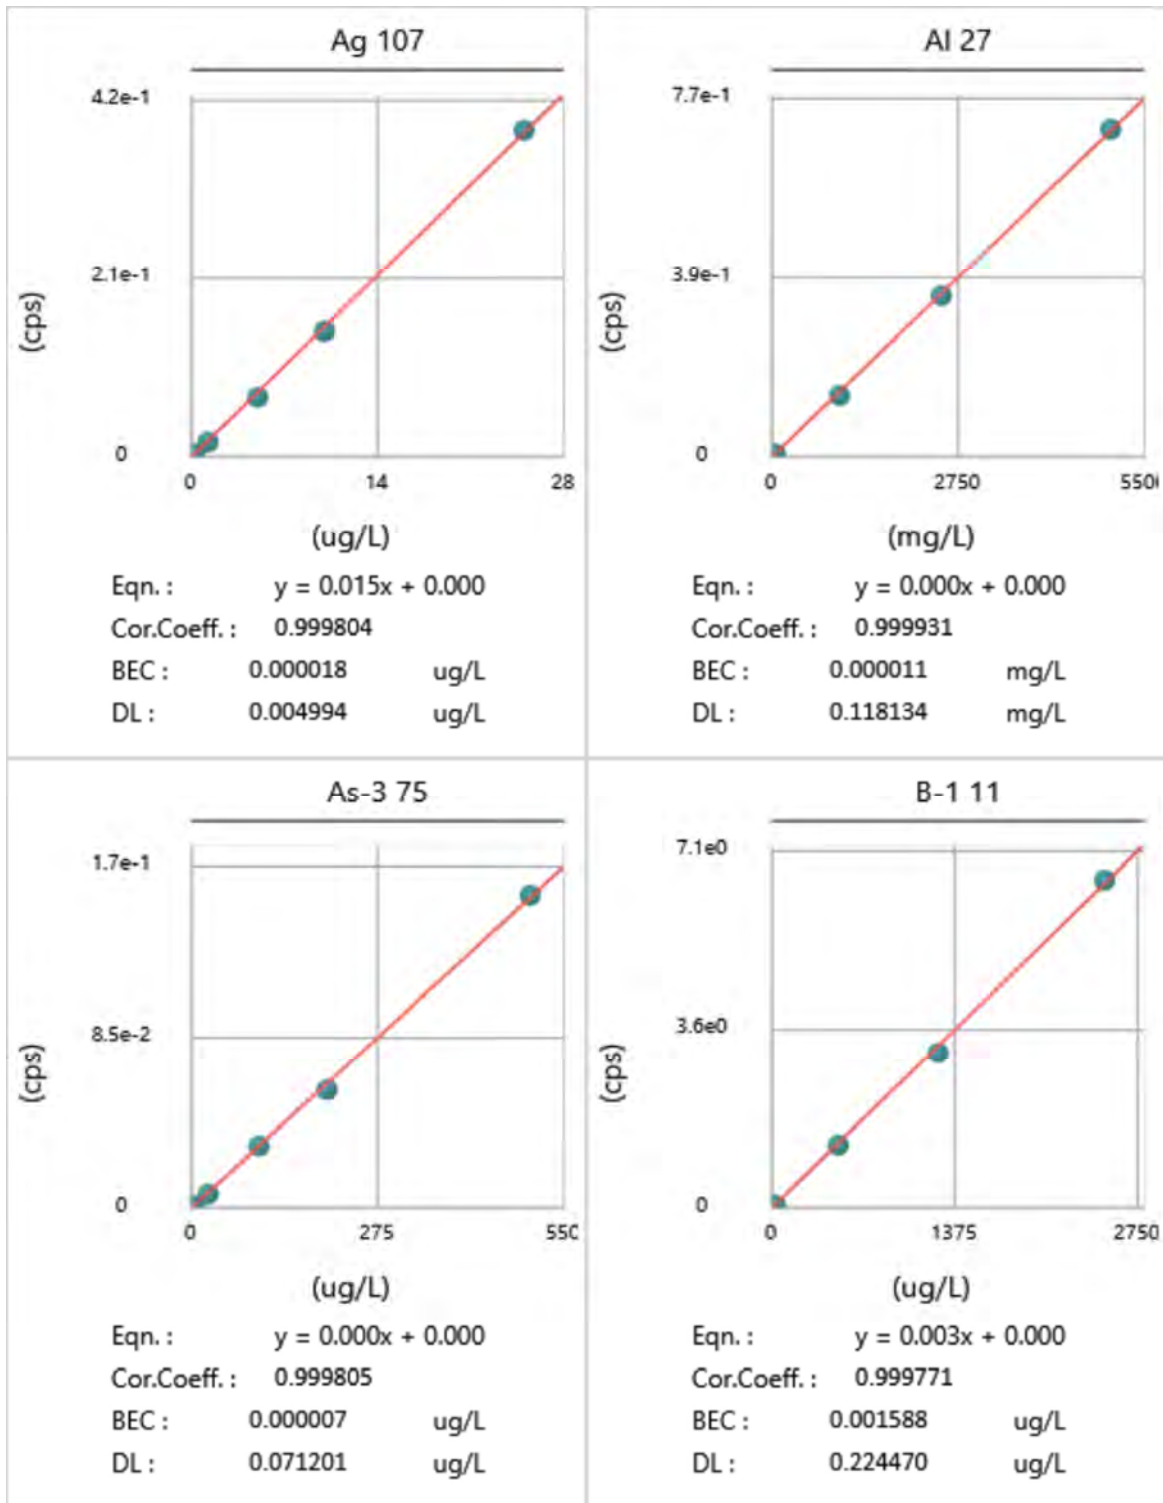 Ag 107
4.2e-1
2.1e-1
0
(cps)
0 14 28
(ug/L)
Eqn. : y = 0.015x + 0.000
Cor.Coeff. : 0.999804
BEC : 0.000018 ug/L
DL : 0.004994 ug/L
Al 27
7.7e-1
3.9e-1
0
(cps)
0 2750 550
(mg/L)
Eqn. : y = 0.000x + 0.000
Cor.Coeff. : 0.999931
BEC : 0.000011 mg/L
DL : 0.118134 mg/L
As-3 75
1.7e-1
8.5e-2
0
(cps)
0 275 550
(ug/L)
Eqn. : y = 0.000x + 0.000
Cor.Coeff. : 0.999805
BEC : 0.000007 ug/L
DL : 0.071201 ug/L
B-1 11
7.1e0
3.6e0
0
(cps)
0 1375 2750
(ug/L)
Eqn. : y = 0.003x + 0.000
Cor.Coeff. : 0.999771
BEC : 0.001588 ug/L
DL : 0.224470 ug/L